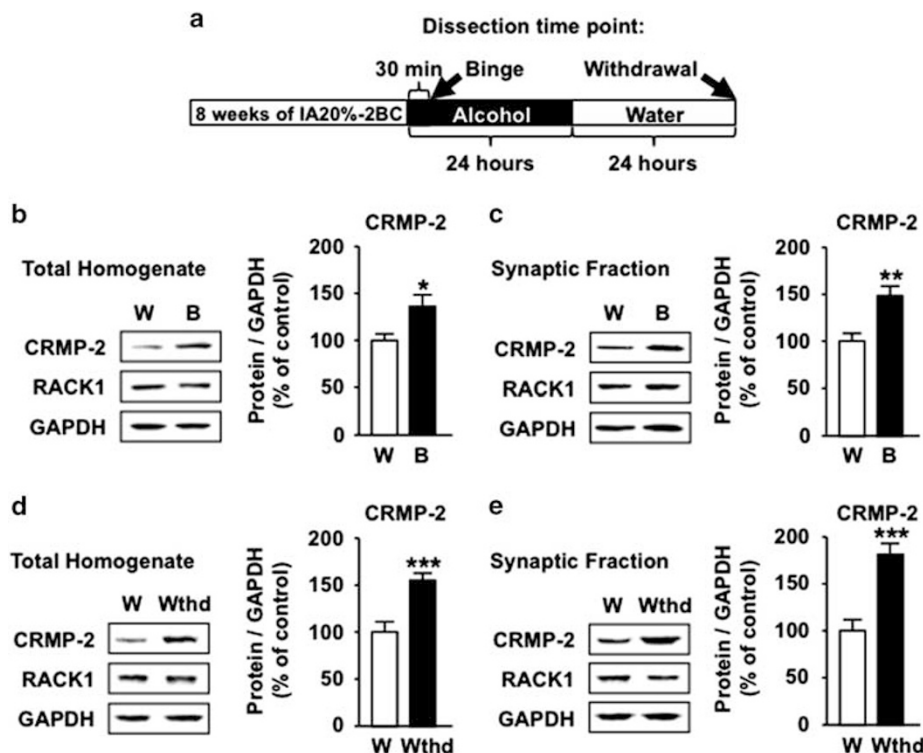 a
Dissection time point:
30 min Binge Withdrawal
8 weeks of IA20%-2BC Alcohol Water
24 hours 24 hours
b
CRMP-2
Total Homogenate
W B
CRMP-2
RACK1
GAPDH
Protein / GAPDH
(% of control)
200
150
100
50
0
*
W B
c
CRMP-2
Synaptic Fraction
W B
CRMP-2
RACK1
GAPDH
Protein / GAPDH
(% of control)
200
150
100
50
0
**
W B
d
CRMP-2
Total Homogenate
W Wthd
CRMP-2
RACK1
GAPDH
Protein / GAPDH
(% of control)
200
150
100
50
0
***
W Wthd
e
CRMP-2
Synaptic Fraction
W Wthd
CRMP-2
RACK1
GAPDH
Protein / GAPDH
(% of control)
200
150
100
50
0
***
W Wthd